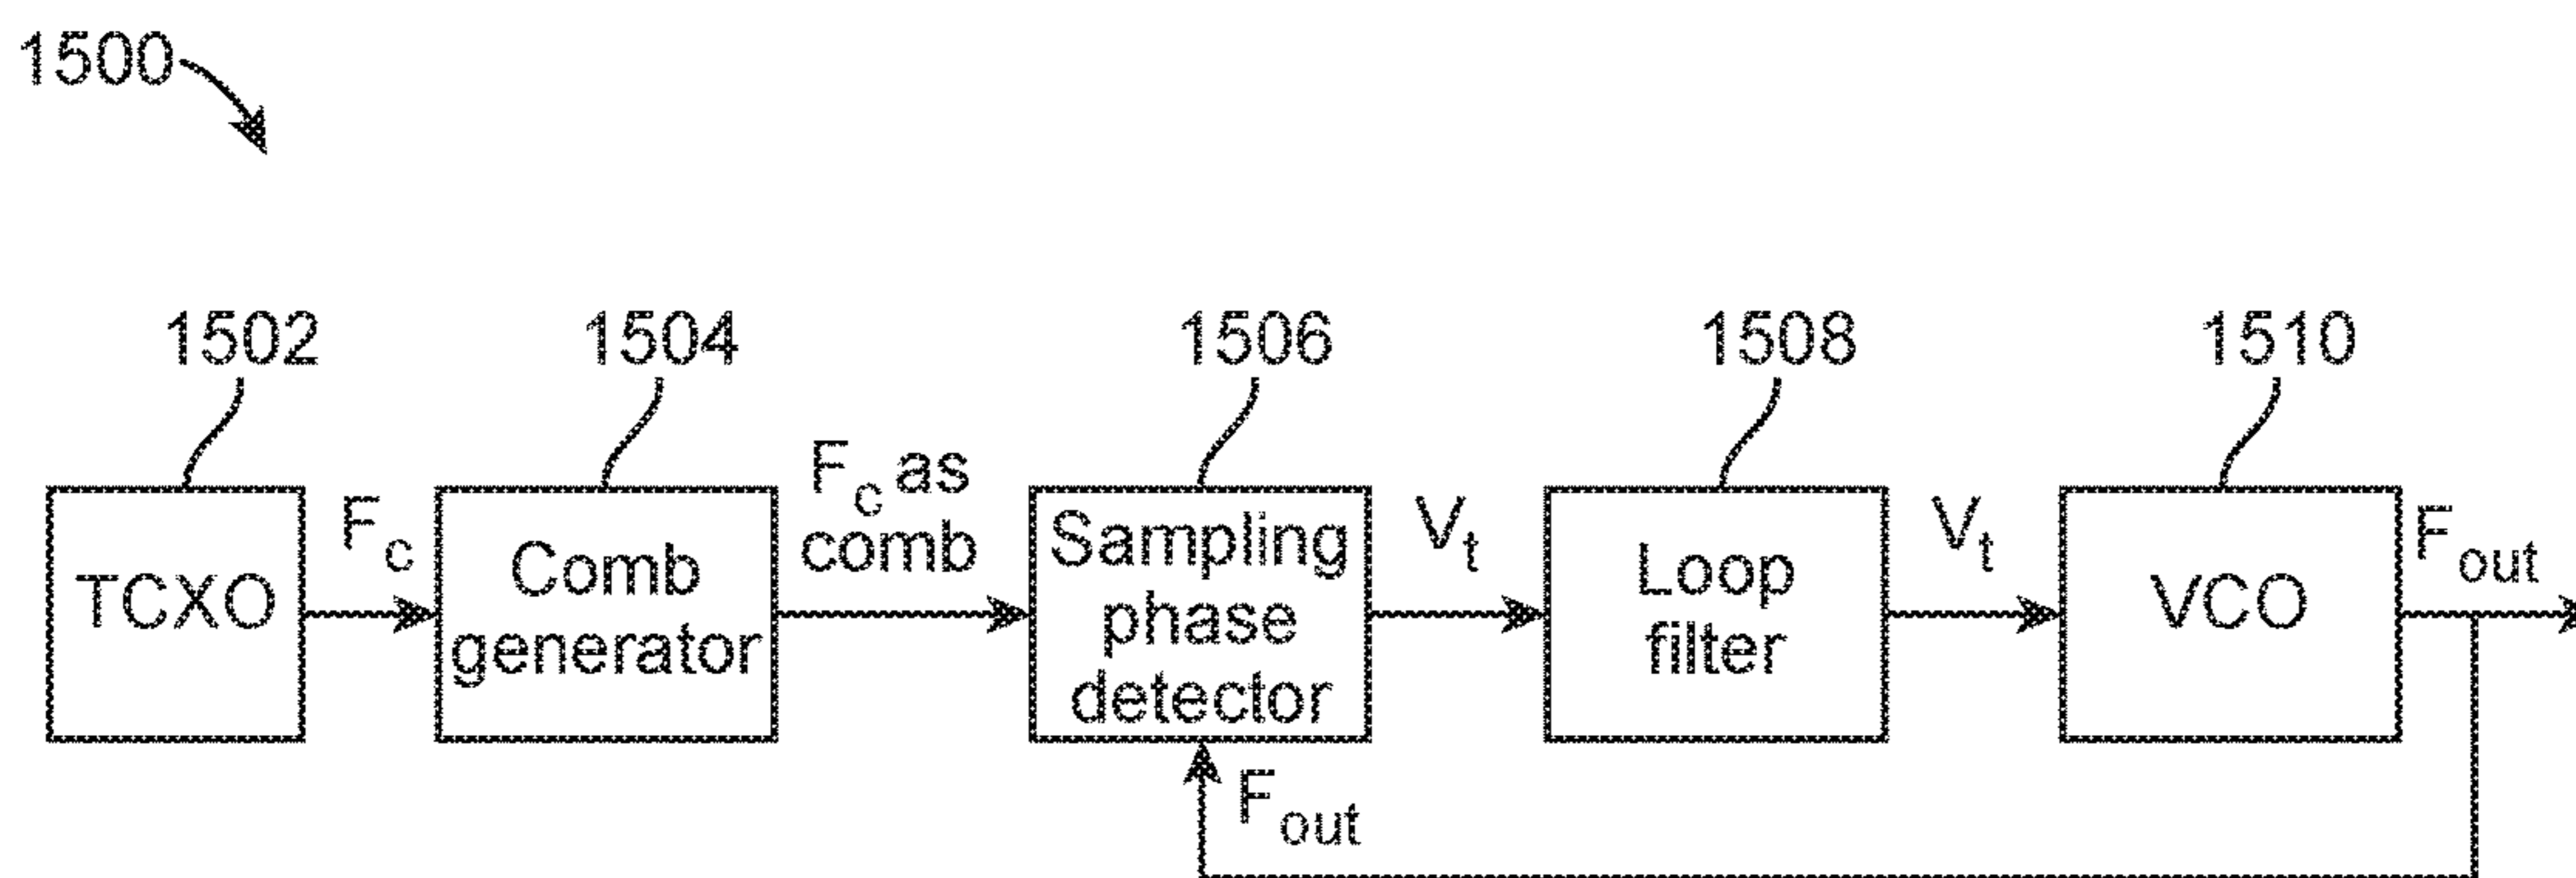 1500
1502
1504
1506
1508
1510
TCXO
Fc
Comb
generator
Fc as
comb
Sampling
phase
detector
Vt
Loop
filter
Vt
VCO
Fout
Fout